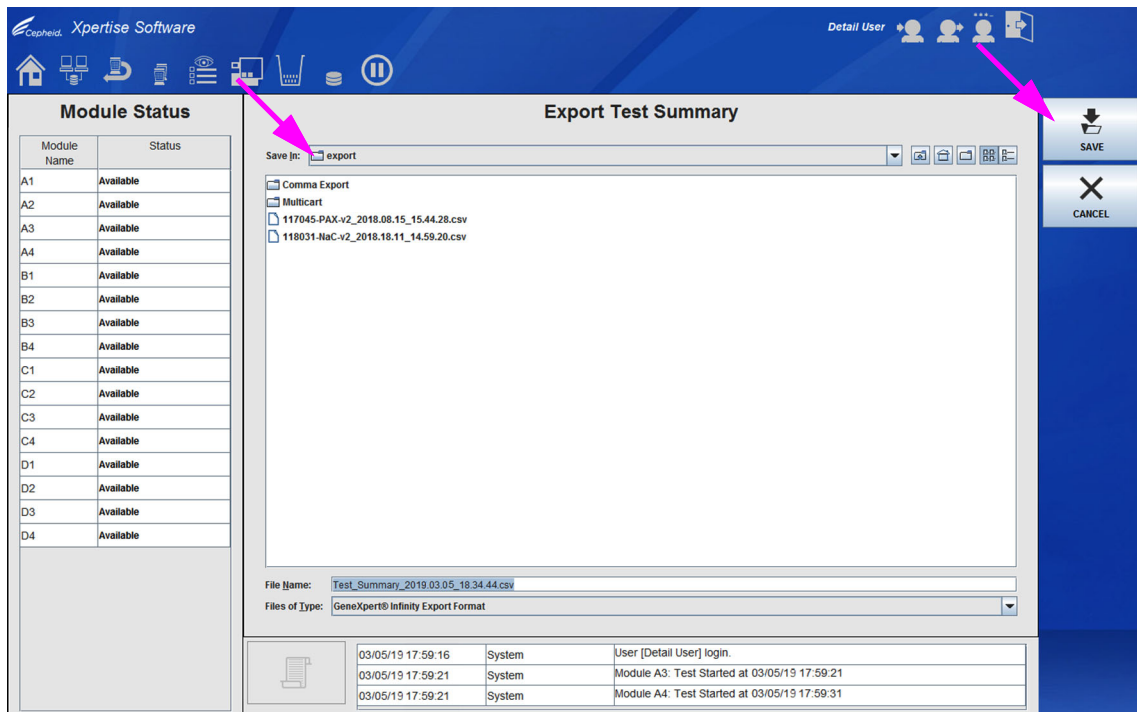 Cepheid. Xpertise Software
Detail User
Module Status
Module Name Status
A1 Available
A2 Available
A3 Available
A4 Available
B1 Available
B2 Available
B3 Available
B4 Available
C1 Available
C2 Available
C3 Available
C4 Available
D1 Available
D2 Available
D3 Available
D4 Available
Export Test Summary
Save In: export
Comma Export
Multicart
117045-PAX-v2_2018.08.15_15.44.28.csv
118031-NaC-v2_2018.18.11_14.59.20.csv
File Name: Test_Summary_2019.03.05_18.34.44.csv
Files of Type: GeneXpert® Infinity Export Format
03/05/19 17:59:16 System User [Detail User] login.
03/05/19 17:59:21 System Module A3: Test Started at 03/05/19 17:59:21
03/05/19 17:59:21 System Module A4: Test Started at 03/05/19 17:59:31
SAVE
CANCEL